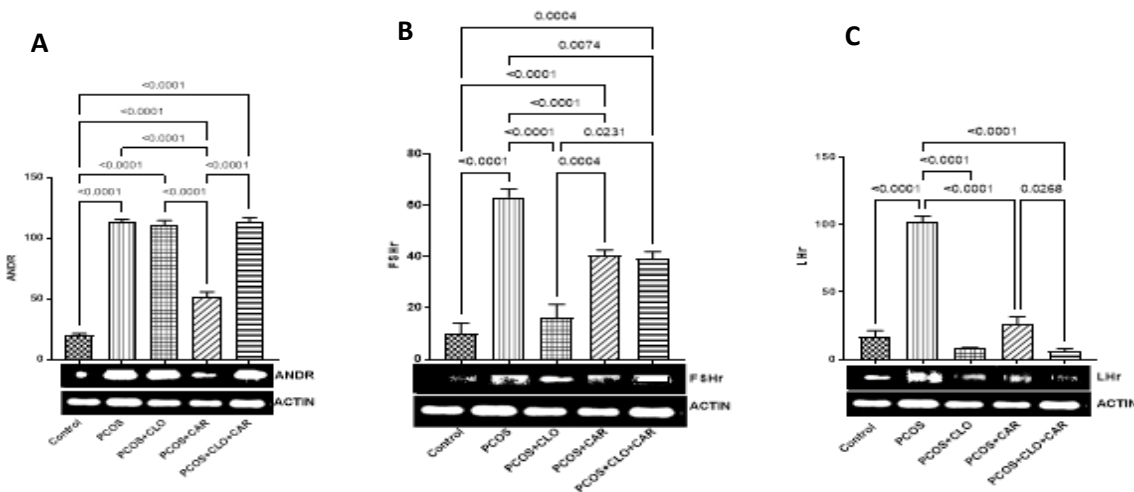 A
<0.0001
<0.0001
<0.0001
<0.0001 <0.0001
<0.0001 <0.0001
150
100
50
0
ANDR
ANDR
ACTIN
Control
PCOS
PCOS+CLO
PCOS+CAR
PCOS+CLO+CAR
B
0.0004
0.0074
<0.0001
<0.0001
<0.0001 0.0231
<0.0001 0.0004
80
60
40
20
0
FSHr
FSHr
ACTIN
Control
PCOS
PCOS+CLO
PCOS+CAR
PCOS+CLO+CAR
C
<0.0001
<0.0001
<0.0001 <0.0001 0.0268
150
100
50
0
LHr
LHr
ACTIN
Control
PCOS
PCOS+CLO
PCOS+CAR
PCOS+CLO+CAR